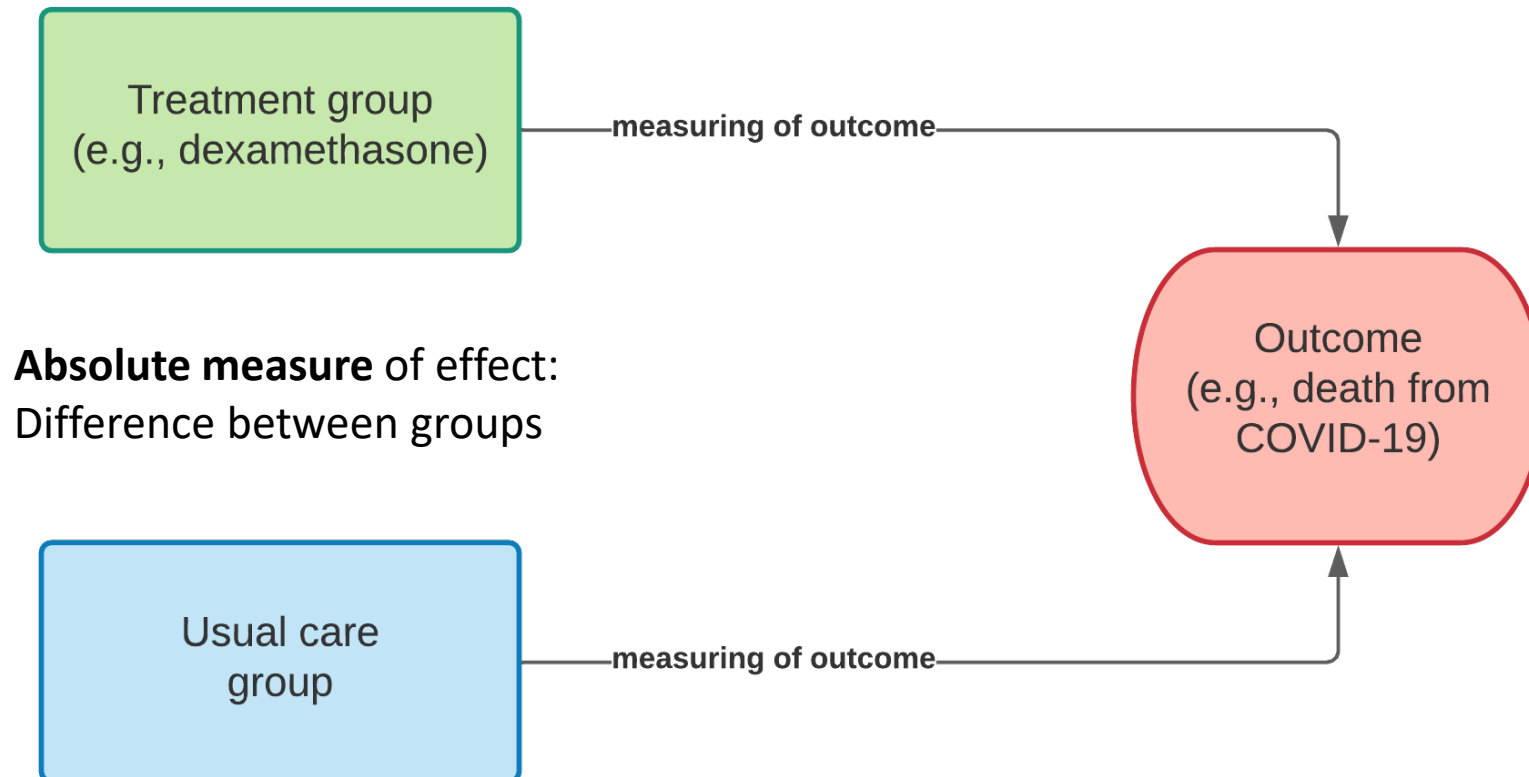 Treatment group
(e.g., dexamethasone)
measuring of outcome
Absolute measure of effect:
Difference between groups
Outcome
(e.g., death from
COVID-19)
Usual care
group
measuring of outcome